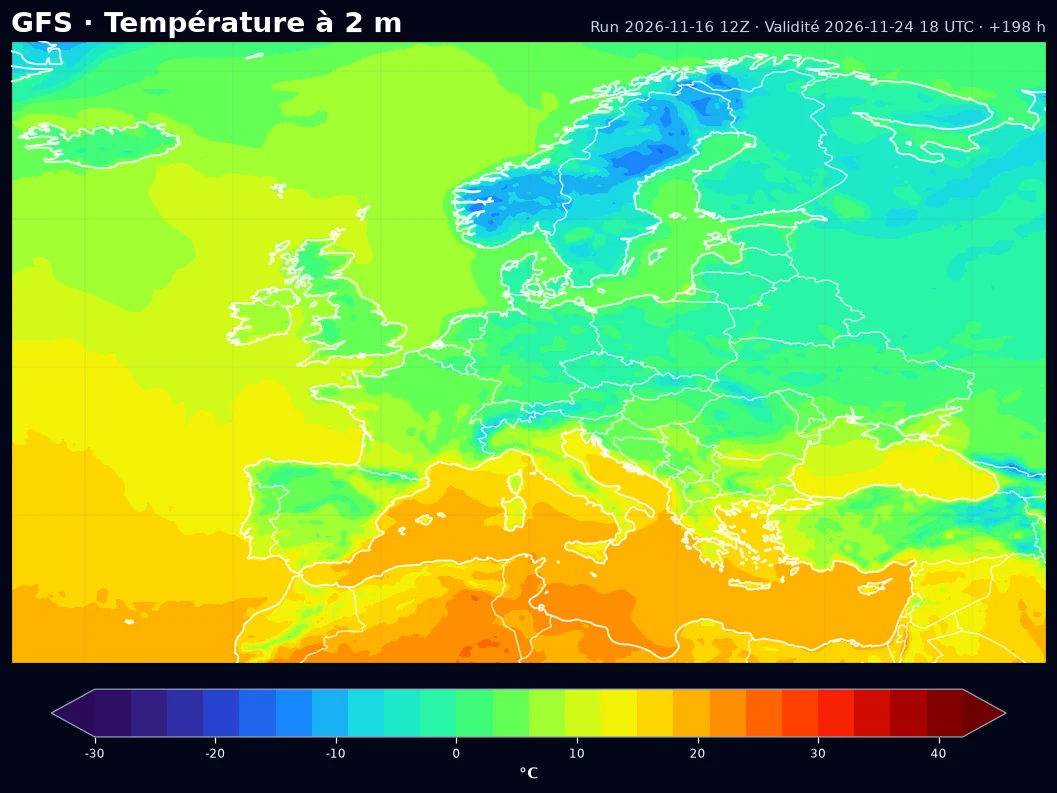 GFS · Température à 2 m
Run 2026-11-16 12Z · Validité 2026-11-24 18 UTC · +198 h
-30 -20 -10 0 10 20 30 40
°C